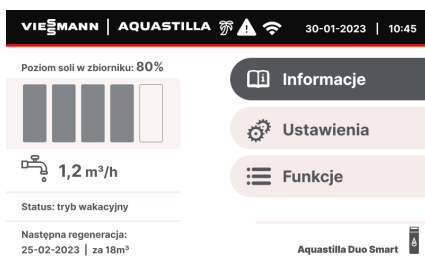 VIESMANN | AQUASTILLA 30-01-2023 | 10:45
Poziom soli w zbiorniku: 80%
Informacje
Ustawienia
1,2 m³/h
Funkcje
Status: tryb wakacyjny
Następna regeneracja:
25-02-2023 | za 18m³
Aquastilla Duo Smart